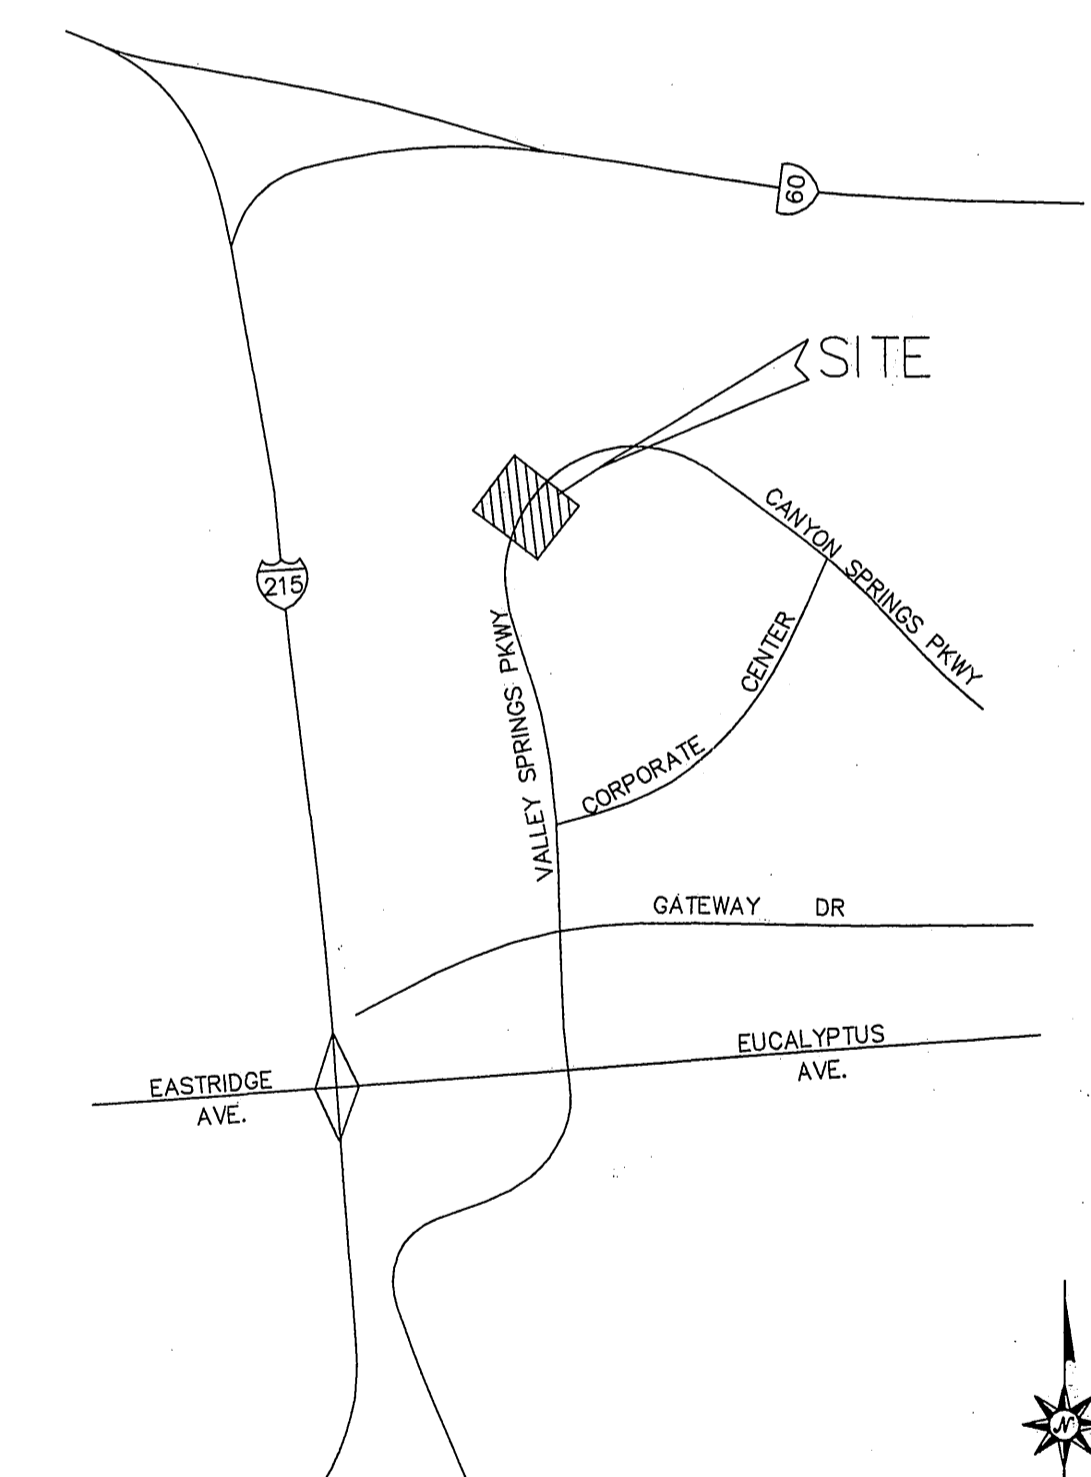 60
SITE
CANYON SPRINGS PKWY
215
CENTER
VALLEY SPRINGS PKWY
CORPORATE
GATEWAY DR
EUCALYPTUS
AVE.
EASTRIDGE
AVE.
N